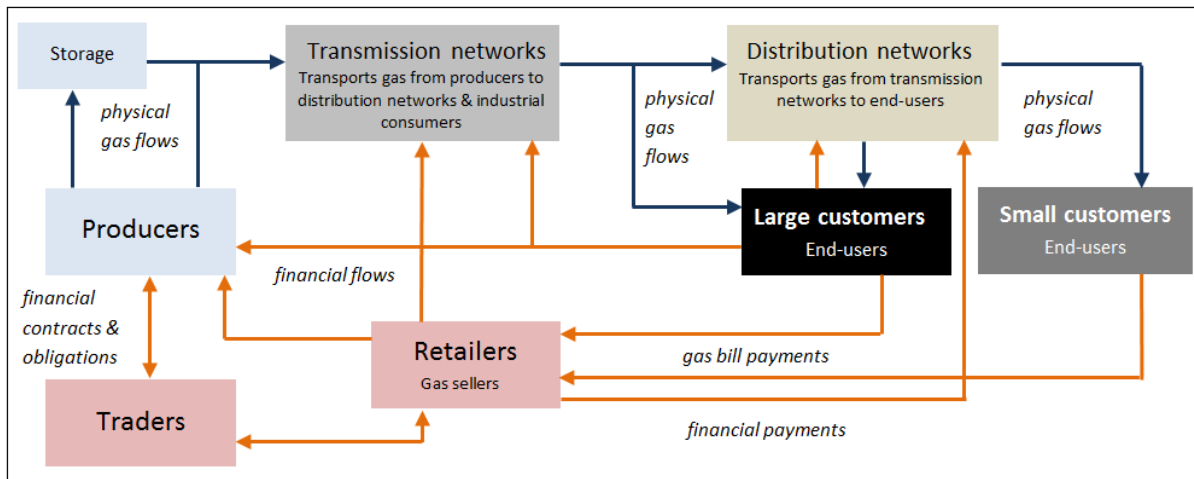 Storage
physical
gas flows
Transmission networks
Transports gas from producers to
distribution networks & industrial
consumers
physical
gas
flows
Distribution networks
Transports gas from transmission
networks to end-users
physical
gas flows
Producers
Large customers
End-users
Small customers
End-users
financial flows
financial
contracts &
obligations
Retailers
Gas sellers
gas bill payments
Traders
financial payments